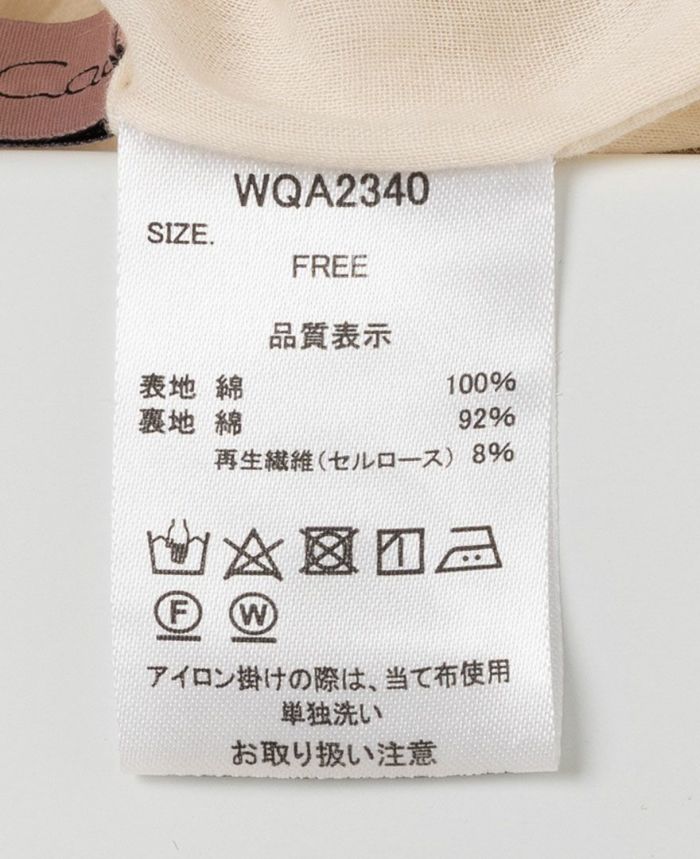 WQA2340
SIZE.
FREE
品質表示
表地 綿 100%
裏地 綿 92%
再生繊維(セルロース) 8%
F W
アイロン掛けの際は、当て布使用
単独洗い
お取り扱い注意